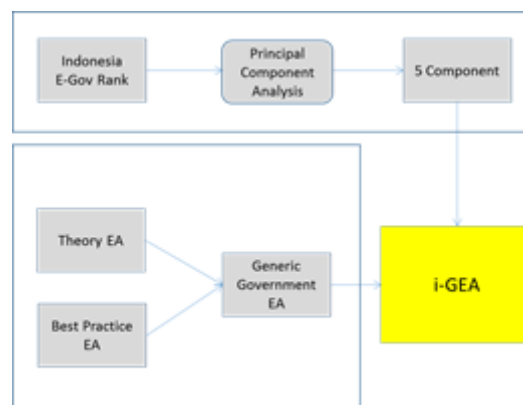 Indonesia
E-Gov Rank
Principal
Component
Analysis
5 Component
Theory EA
Best Practice
EA
Generic
Government
EA
i-GEA